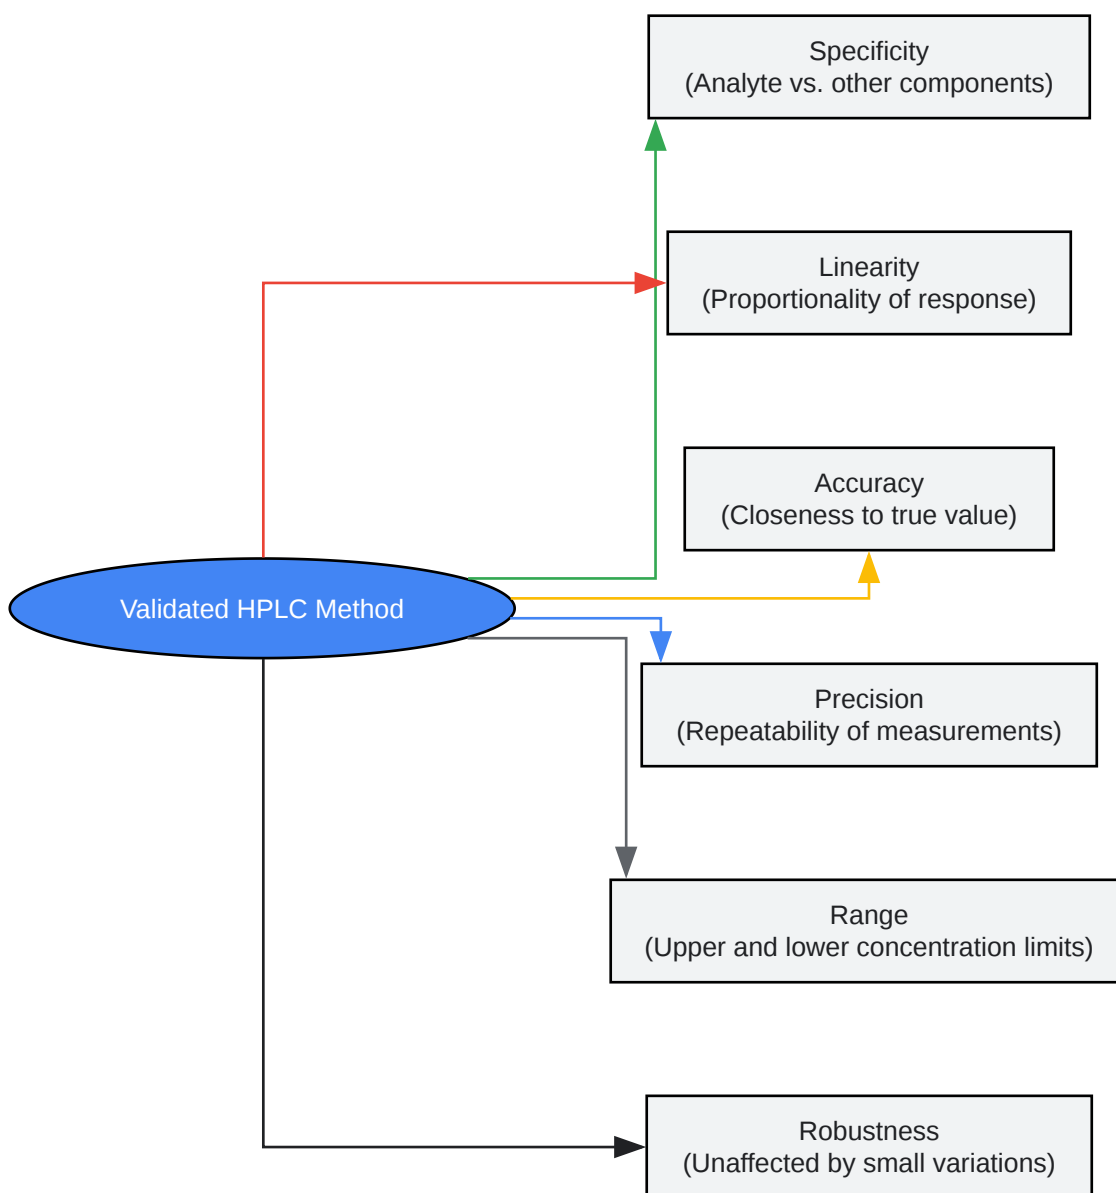 Specificity
(Analyte vs. other components)
Linearity
(Proportionality of response)
Accuracy
(Closeness to true value)
Validated HPLC Method
Precision
(Repeatability of measurements)
Range
(Upper and lower concentration limits)
Robustness
(Unaffected by small variations)